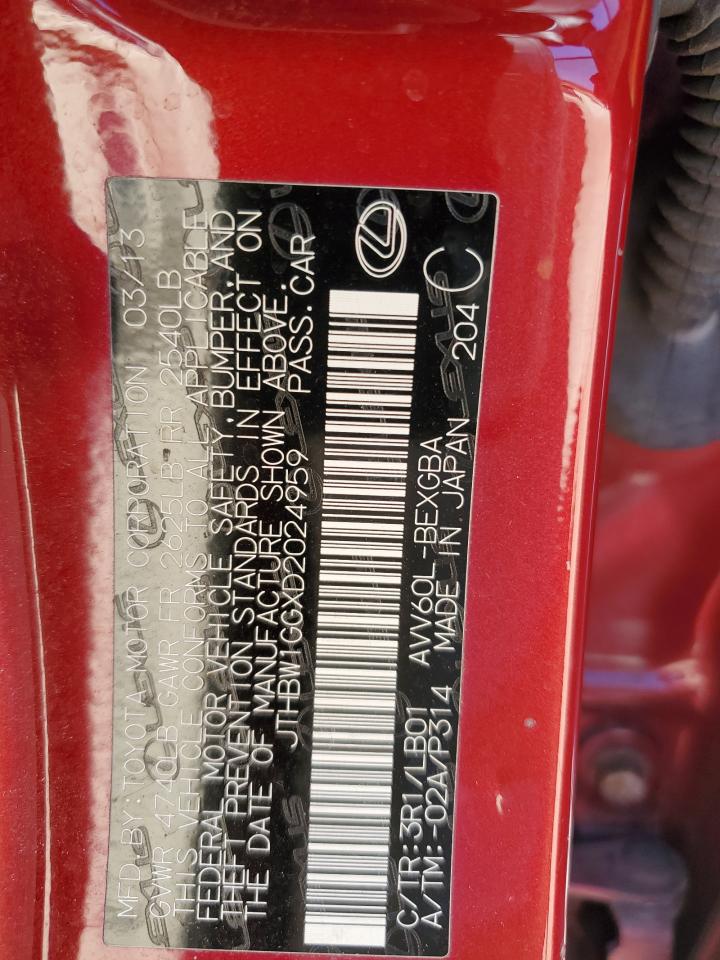 MFD BY: TOYOTA MOTOR CORPORATION 03/13
GVWR 4740LB GAWR FR 2625LB RR 2540LB
THIS VEHICLE CONFORMS TO ALL APPLICABLE
FEDERAL MOTOR VEHICLE SAFETY, BUMPER, AND
THEFT PREVENTION STANDARDS IN EFFECT ON
THE DATE OF MANUFACTURE SHOWN ABOVE.
JTHBW1GGXD2024959 PASS. CAR
AVV60L -BEXGBA
C/TR:3R1/LB01 MADE IN JAPAN
A/TM:-02A/P314 204 C